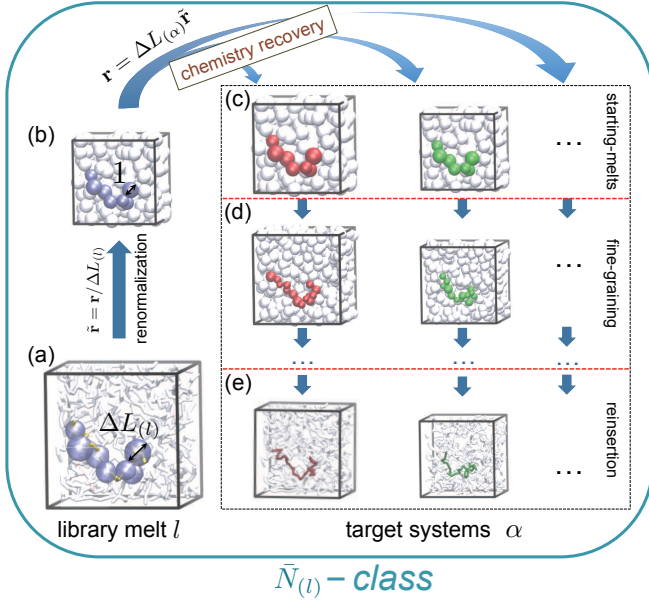 r = ΔL(α)r̃
chemistry recovery
(b)
1
r̃ = r/ΔL(l)
renormalization
(a)
ΔL(l)
library melt l
(c)
...
starting-melts
(d)
...
fine-graining
... ... ...
(e)
...
reinsertion
target systems α
N̄(l) – class